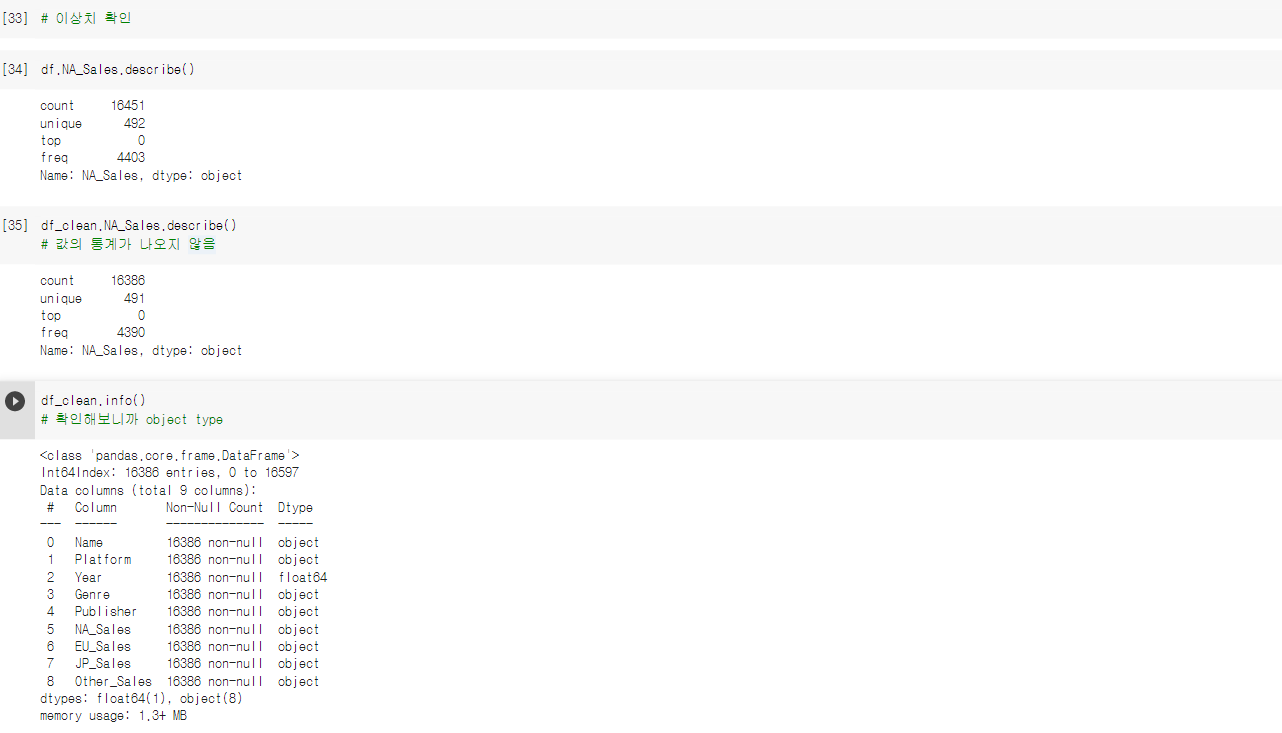 [33] # 이상치 확인
[34] df.NA_Sales.describe()
count 16451
unique 492
top 0
freq 4403
Name: NA_Sales, dtype: object
[35] df_clean.NA_Sales.describe()
# 값의 통계가 나오지 않음
count 16386
unique 491
top 0
freq 4390
Name: NA_Sales, dtype: object
df_clean.info()
# 확인해보니까 object type
<class 'pandas.core.frame.DataFrame'>
Int64Index: 16386 entries, 0 to 16597
Data columns (total 9 columns):
# Column Non-Null Count Dtype
--- ------ -------------- -----
0 Name 16386 non-null object
1 Platform 16386 non-null object
2 Year 16386 non-null float64
3 Genre 16386 non-null object
4 Publisher 16386 non-null object
5 NA_Sales 16386 non-null object
6 EU_Sales 16386 non-null object
7 JP_Sales 16386 non-null object
8 Other_Sales 16386 non-null object
dtypes: float64(1), object(8)
memory usage: 1.3+ MB